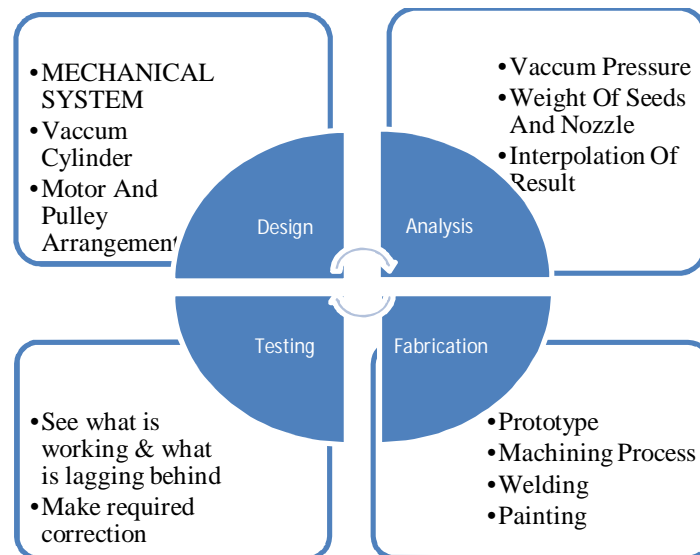 •MECHANICAL
SYSTEM
•Vaccum
Cylinder
•Motor And
Pulley
Arrangement
•Vaccum Pressure
•Weight Of Seeds
And Nozzle
•Interpolation Of
Result
Design
Analysis
Testing
Fabrication
•See what is
working & what
is lagging behind
•Make required
correction
•Prototype
•Machining Process
•Welding
•Painting